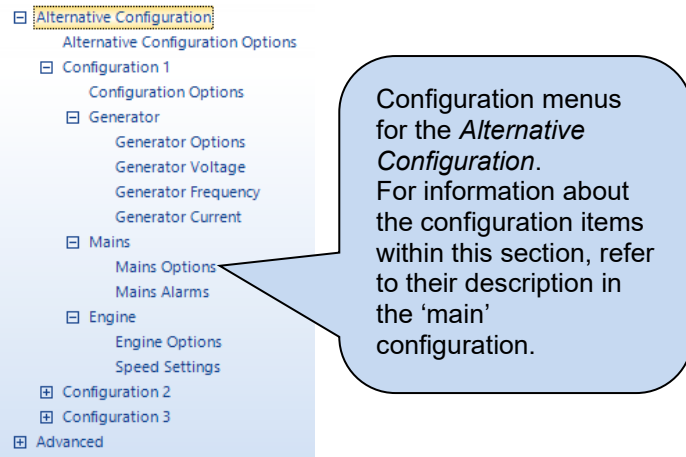 Alternative Configuration
Alternative Configuration Options
Configuration 1
Configuration Options
Generator
Generator Options
Generator Voltage
Generator Frequency
Generator Current
Mains
Mains Options
Mains Alarms
Engine
Engine Options
Speed Settings
Configuration 2
Configuration 3
Advanced
Configuration menus
for the Alternative
Configuration.
For information about
the configuration items
within this section, refer
to their description in
the ‘main’
configuration.